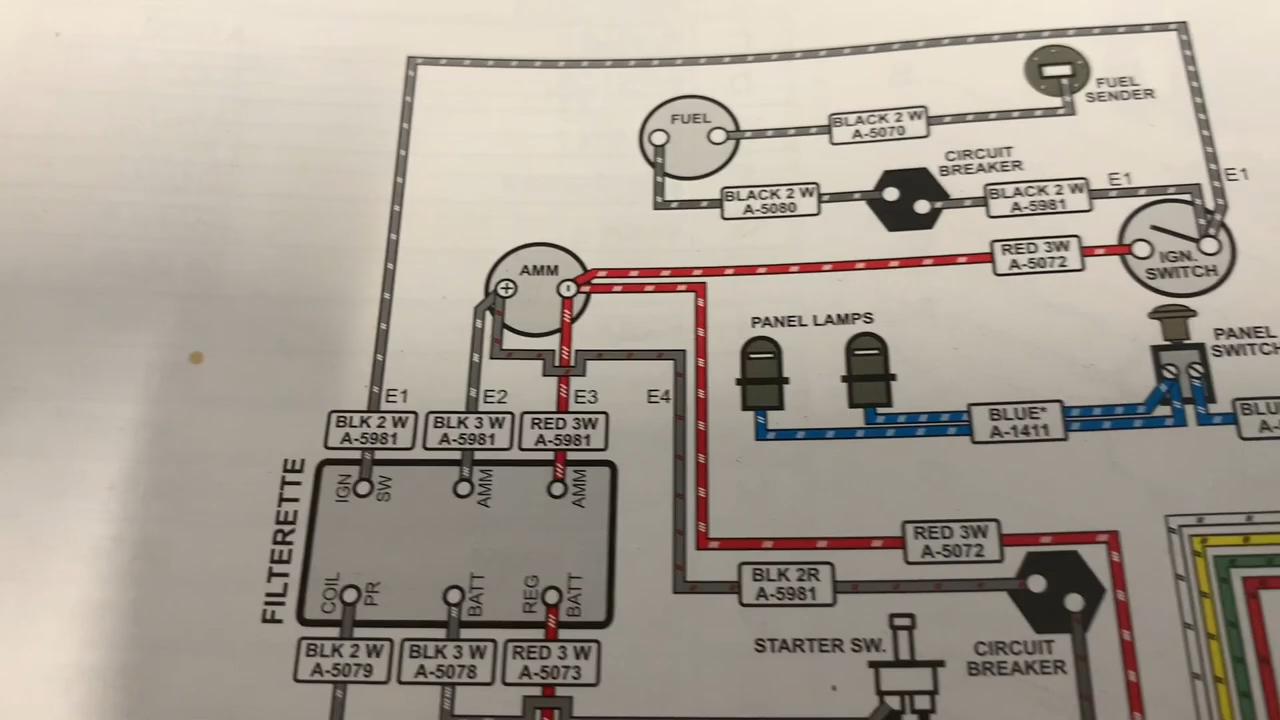 FUEL
SENDER
FUEL
BLACK 2 W
A-5070
CIRCUIT
BREAKER
BLACK 2 W
A-5080
BLACK 2 W
A-5981
E1
E1
RED 3W
A-5072
IGN.
SWITCH
AMM
PANEL LAMPS
PANEL
SWITCH
E1
E2
E3
E4
BLK 2 W
A-5981
BLK 3 W
A-5981
RED 3W
A-5981
BLUE*
A-1411
BLU
A-
FILTERETTE
IGN
SW
AMM
AMM
RED 3W
A-5072
BLK 2R
A-5981
COIL
PR
BATT
REG
BATT
STARTER SW.
CIRCUIT
BREAKER
BLK 2 W
A-5079
BLK 3 W
A-5078
RED 3 W
A-5073